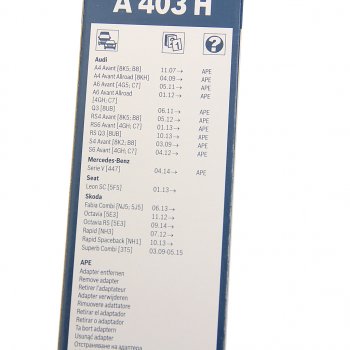 A 403 H
Audi
A4 Avant [8K5; B8] 11.07→ APE
A4 Avant Allroad [8KH] 04.09→ APE
A6 Avant [4G5; C7] 05.11→ APE
A6 Avant Allroad 01.12→ APE
[4GH; C7]
Q3 [8UB] 06.11→ APE
RS4 Avant [8K5; B8] 05.12→ APE
RS6 Avant [4GH; C7] 01.13→ APE
RS Q3 [8UB] 10.13→ APE
S4 Avant [8K2; B8] 03.09→ APE
S6 Avant [4GH; C7] 04.12→ APE
Mercedes-Benz
Serie V [447] 04.14→ APE
Seat
Leon SC [5F5] 01.13→
Skoda
Fabia Combi [NJ5; 5J5] 06.13→
Octavia [5E3] 11.12→
Octavia RS [5E3] 09.14→
Rapid [NH3] 07.12→
Rapid Spaceback [NH1] 10.13→
Superb Combi [3T5] 03.09-05.15
APE
Adapter entfernen
Remove adapter
Retirer l'adaptateur
Adapter verwijderen
Rimuovere adattatore
Retirar el adaptador
Retirar o adaptador
Ta bort adaptern
Usunąć adapter
Отстраняване на адаптера